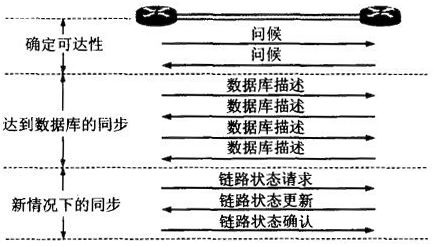 问候
确定可达性
问候
数据库描述
数据库描述
达到数据库的同步
数据库描述
数据库描述
链路状态请求
新情况下的同步
链路状态更新
链路状态确认